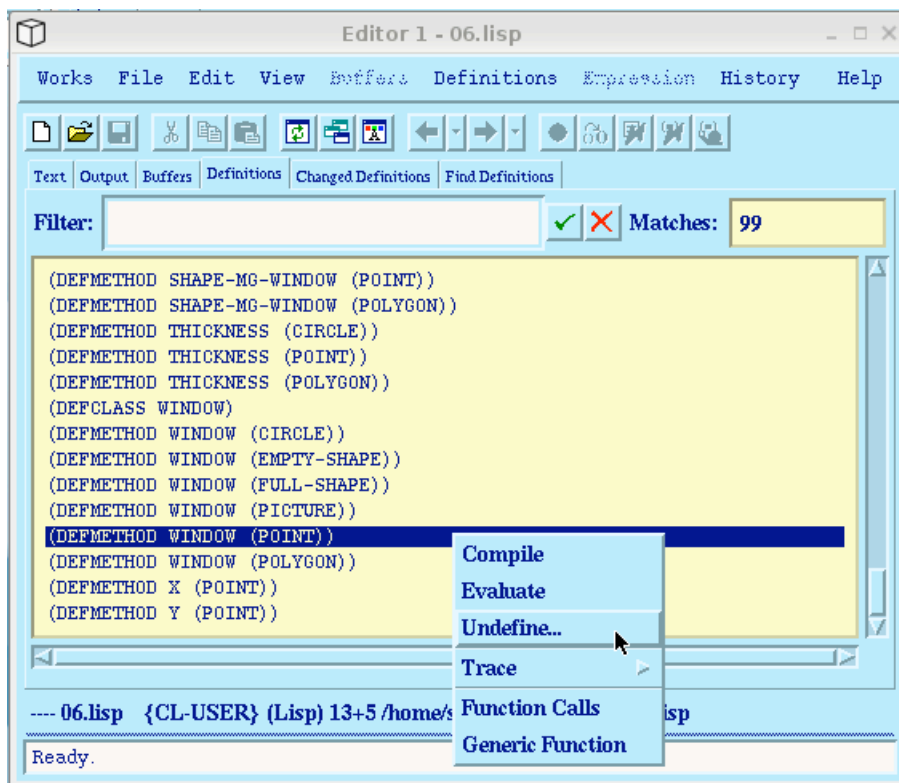 Editor 1 - 06.lisp
Works File Edit View Buffers Definitions Expression History Help
Text Output Buffers Definitions Changed Definitions Find Definitions
Filter: Matches: 99
(DEFMETHOD SHAPE-MG-WINDOW (POINT))
(DEFMETHOD SHAPE-MG-WINDOW (POLYGON))
(DEFMETHOD THICKNESS (CIRCLE))
(DEFMETHOD THICKNESS (POINT))
(DEFMETHOD THICKNESS (POLYGON))
(DEFCLASS WINDOW)
(DEFMETHOD WINDOW (CIRCLE))
(DEFMETHOD WINDOW (EMPTY-SHAPE))
(DEFMETHOD WINDOW (FULL-SHAPE))
(DEFMETHOD WINDOW (PICTURE))
(DEFMETHOD WINDOW (POINT))
(DEFMETHOD WINDOW (POLYGON))
(DEFMETHOD X (POINT))
(DEFMETHOD Y (POINT))
Compile
Evaluate
Undefine...
Trace
Function Calls
Generic Function
---- 06.lisp {CL-USER} (Lisp) 13+5 /home/s isp
Ready.